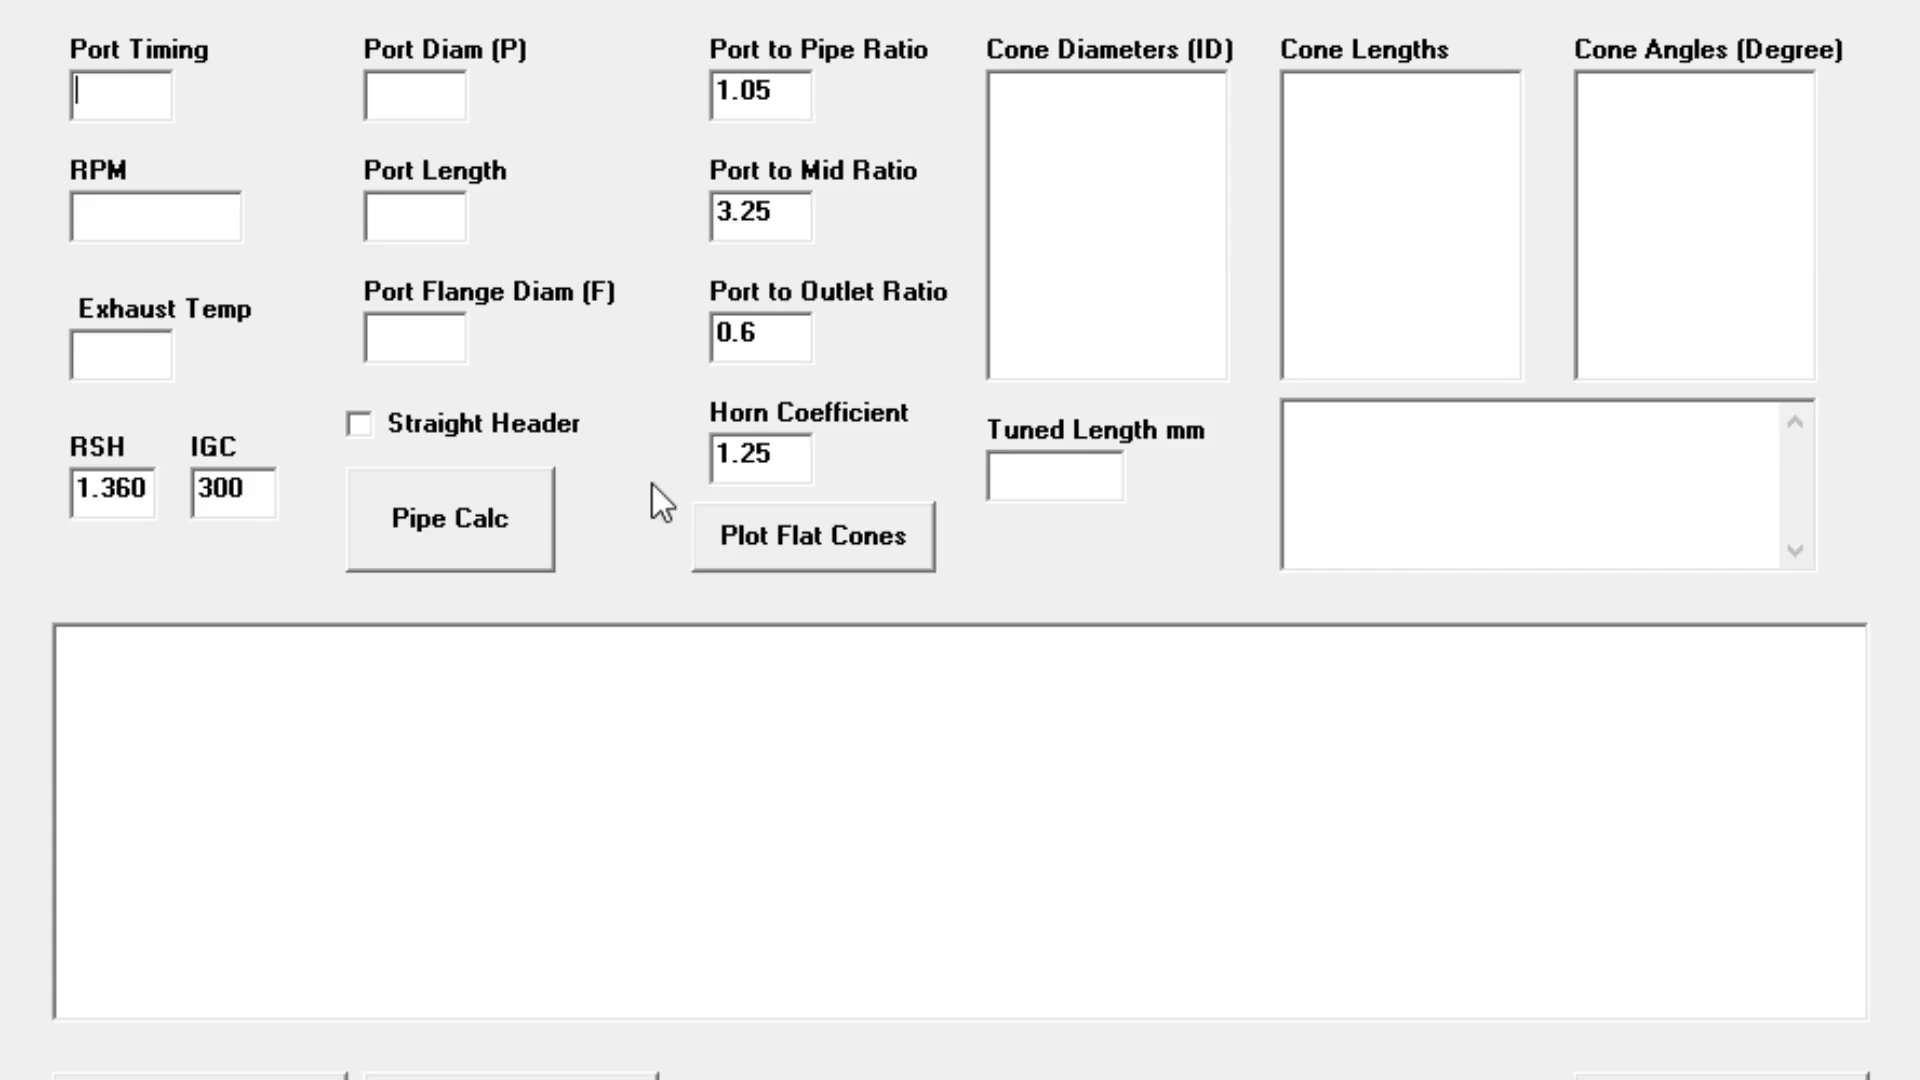 Port Timing
Port Diam (P)
Port to Pipe Ratio
1.05
Cone Diameters (ID)
Cone Lengths
Cone Angles (Degree)
RPM
Port Length
Port to Mid Ratio
3.25
Exhaust Temp
Port Flange Diam (F)
Port to Outlet Ratio
0.6
Straight Header
Horn Coefficient
1.25
Tuned Length mm
RSH
1.360
IGC
300
Pipe Calc
Plot Flat Cones